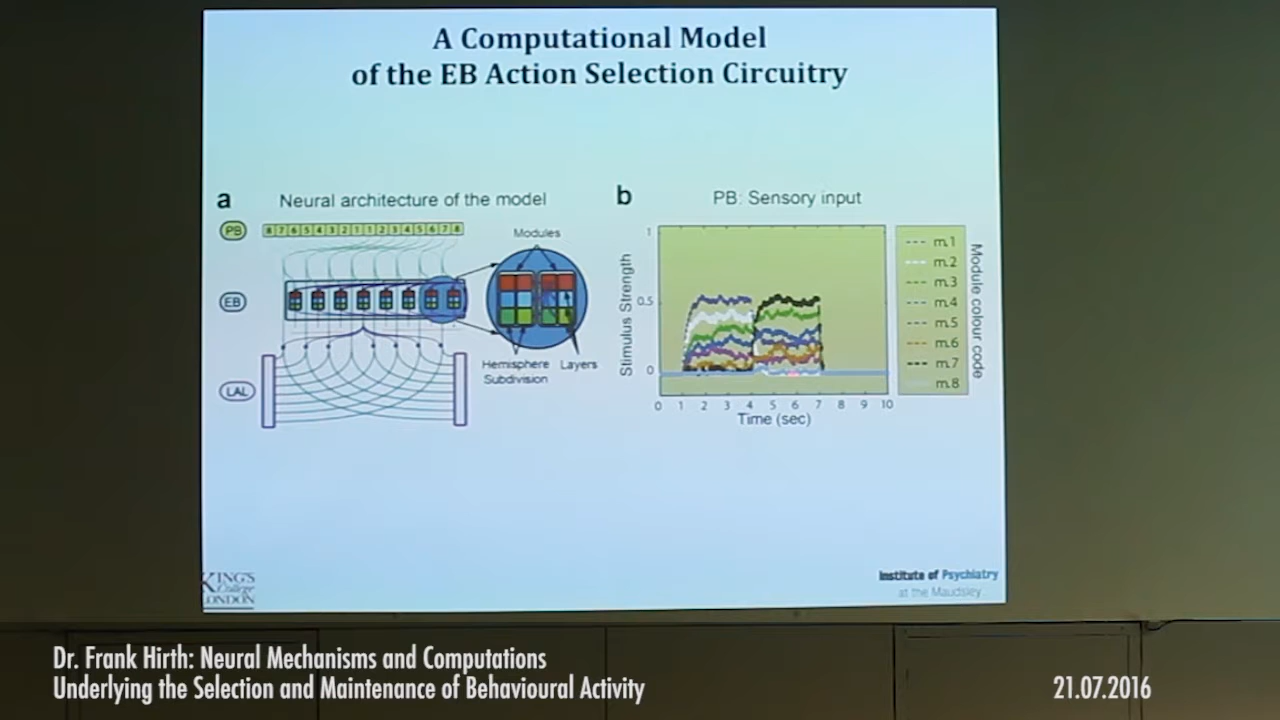 A Computational Model
of the EB Action Selection Circuitry
a Neural architecture of the model
PB 8 7 6 5 4 3 2 1 1 2 3 4 5 6 7 8
Modules
EB
Hemisphere Layers
Subdivision
LAL
b PB: Sensory input
Stimulus Strength
1
0.5
0
0 1 2 3 4 5 6 7 8 9 10
Time (sec)
m.1
m.2
m.3
m.4
m.5
m.6
m.7
m.8
Module colour code
KING'S
College
LONDON
Institute of Psychiatry
at the Maudsley
Dr. Frank Hirth: Neural Mechanisms and Computations
Underlying the Selection and Maintenance of Behavioural Activity
21.07.2016